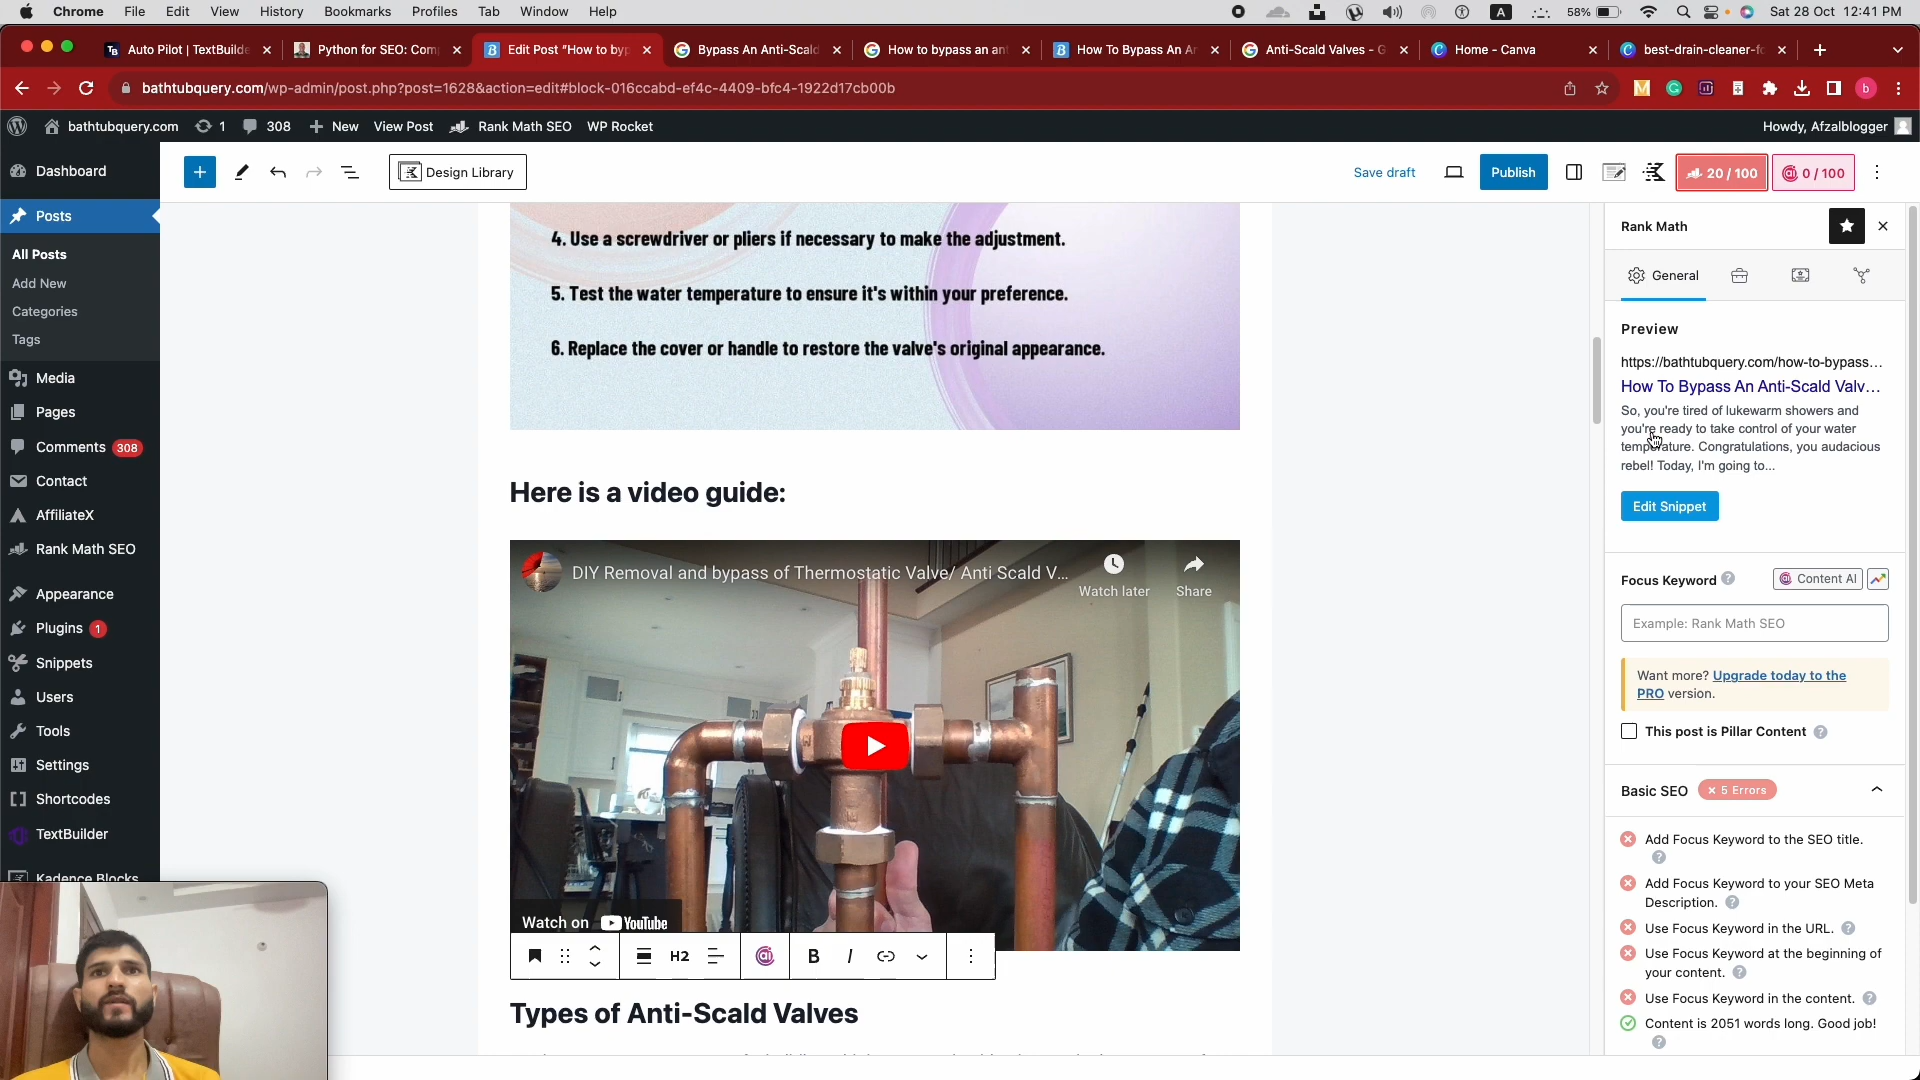 Chrome File Edit View History Bookmarks Profiles Tab Window Help A 58% Sat 28 Oct 12:41 PM
Auto Pilot | TextBuilde Python for SEO: Com Edit Post "How to byp Bypass An Anti-Scald How to bypass an ant How To Bypass An Ar Anti-Scald Valves - G Home - Canva best-drain-cleaner-fo
bathtubquery.com/wp-admin/post.php?post=1628&action=edit#block-016ccabd-ef4c-4409-bfc4-1922d17cb00b
bathtubquery.com 1 308 New View Post Rank Math SEO WP Rocket Howdy, Afzalblogger
Dashboard
Posts
All Posts
Add New
Categories
Tags
Media
Pages
Comments 308
Contact
AffiliateX
Rank Math SEO
Appearance
Plugins 1
Snippets
Users
Tools
Settings
Shortcodes
TextBuilder
Kadence Blocks
Design Library Save draft Publish 20 / 100 0 / 100
4. Use a screwdriver or pliers if necessary to make the adjustment.
5. Test the water temperature to ensure it's within your preference.
6. Replace the cover or handle to restore the valve's original appearance.
Here is a video guide:
DIY Removal and bypass of Thermostatic Valve/ Anti Scald V...
Watch later Share
Watch on YouTube
H2 B I
Types of Anti-Scald Valves
Rank Math
General
Preview
https://bathtubquery.com/how-to-bypass...
How To Bypass An Anti-Scald Valv...
So, you're tired of lukewarm showers and
you're ready to take control of your water
temperature. Congratulations, you audacious
rebel! Today, I'm going to...
Edit Snippet
Focus Keyword Content AI
Example: Rank Math SEO
Want more? Upgrade today to the
PRO version.
This post is Pillar Content
Basic SEO × 5 Errors
Add Focus Keyword to the SEO title.
Add Focus Keyword to your SEO Meta
Description.
Use Focus Keyword in the URL.
Use Focus Keyword at the beginning of
your content.
Use Focus Keyword in the content.
Content is 2051 words long. Good job!